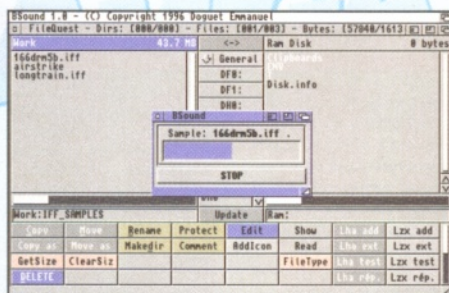 BSound 1.0 - (C) Copyright 1996 Doguet Emmanuel
FileQuest - Dirs: [000/000] - Files: [001/003] - Bytes: [57040/1613
Work 43.7 MB <-> Ram Disk 0 bytes
166drm5b.iff General Clipboards
airstrike DF0: ENV
longtrain.iff DF1: T
DH0: Disk.info
BSound
Sample: 166drm5b.iff .
STOP
Work:IFF_SAMPLES Update Ram:
Copy Move Rename Protect Edit Show Lha add Lzx add
Copy as Move as Makedir Comment AddIcon Read Lha ext Lzx ext
GetSize ClearSiz FileType Lha test Lzx test
DELETE Lha rép. Lzx rép.